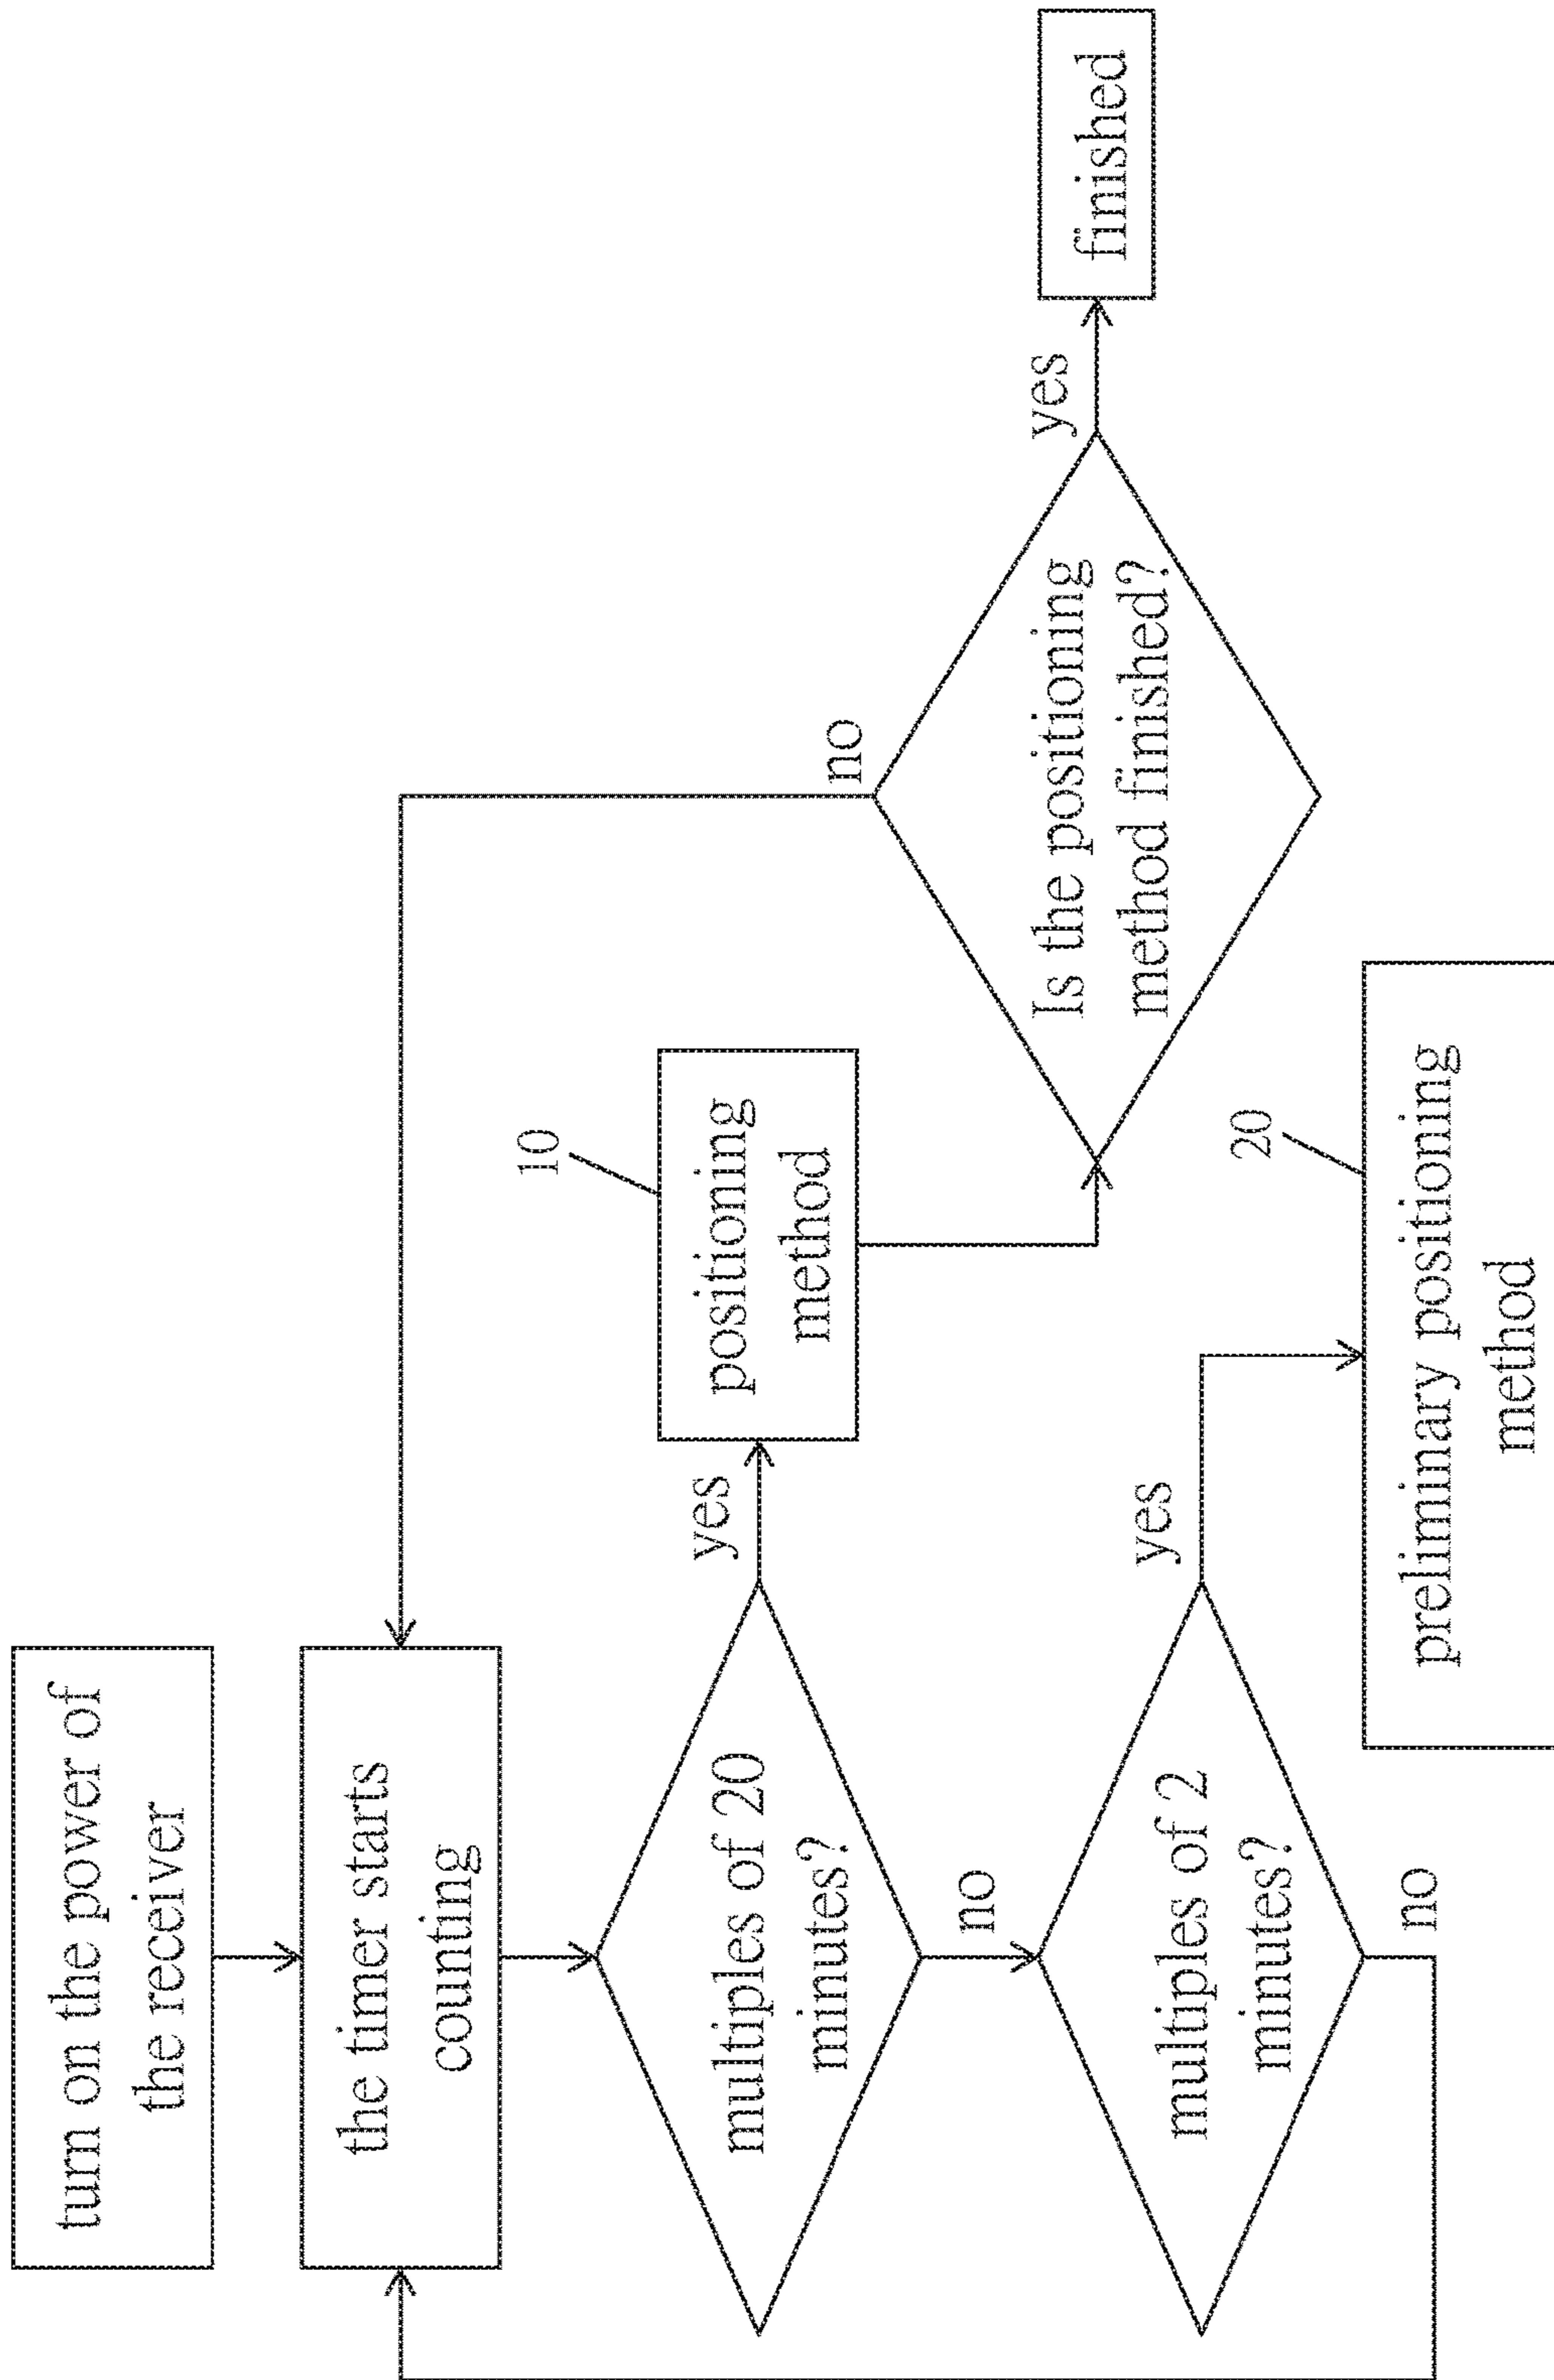 turn on the power of
the receiver
the timer starts
counting
multiples of 20
minutes?
yes
10
positioning
method
no
Is the positioning
method finished?
yes
finished
no
multiples of 2
minutes?
yes
20
preliminary positioning
method
no